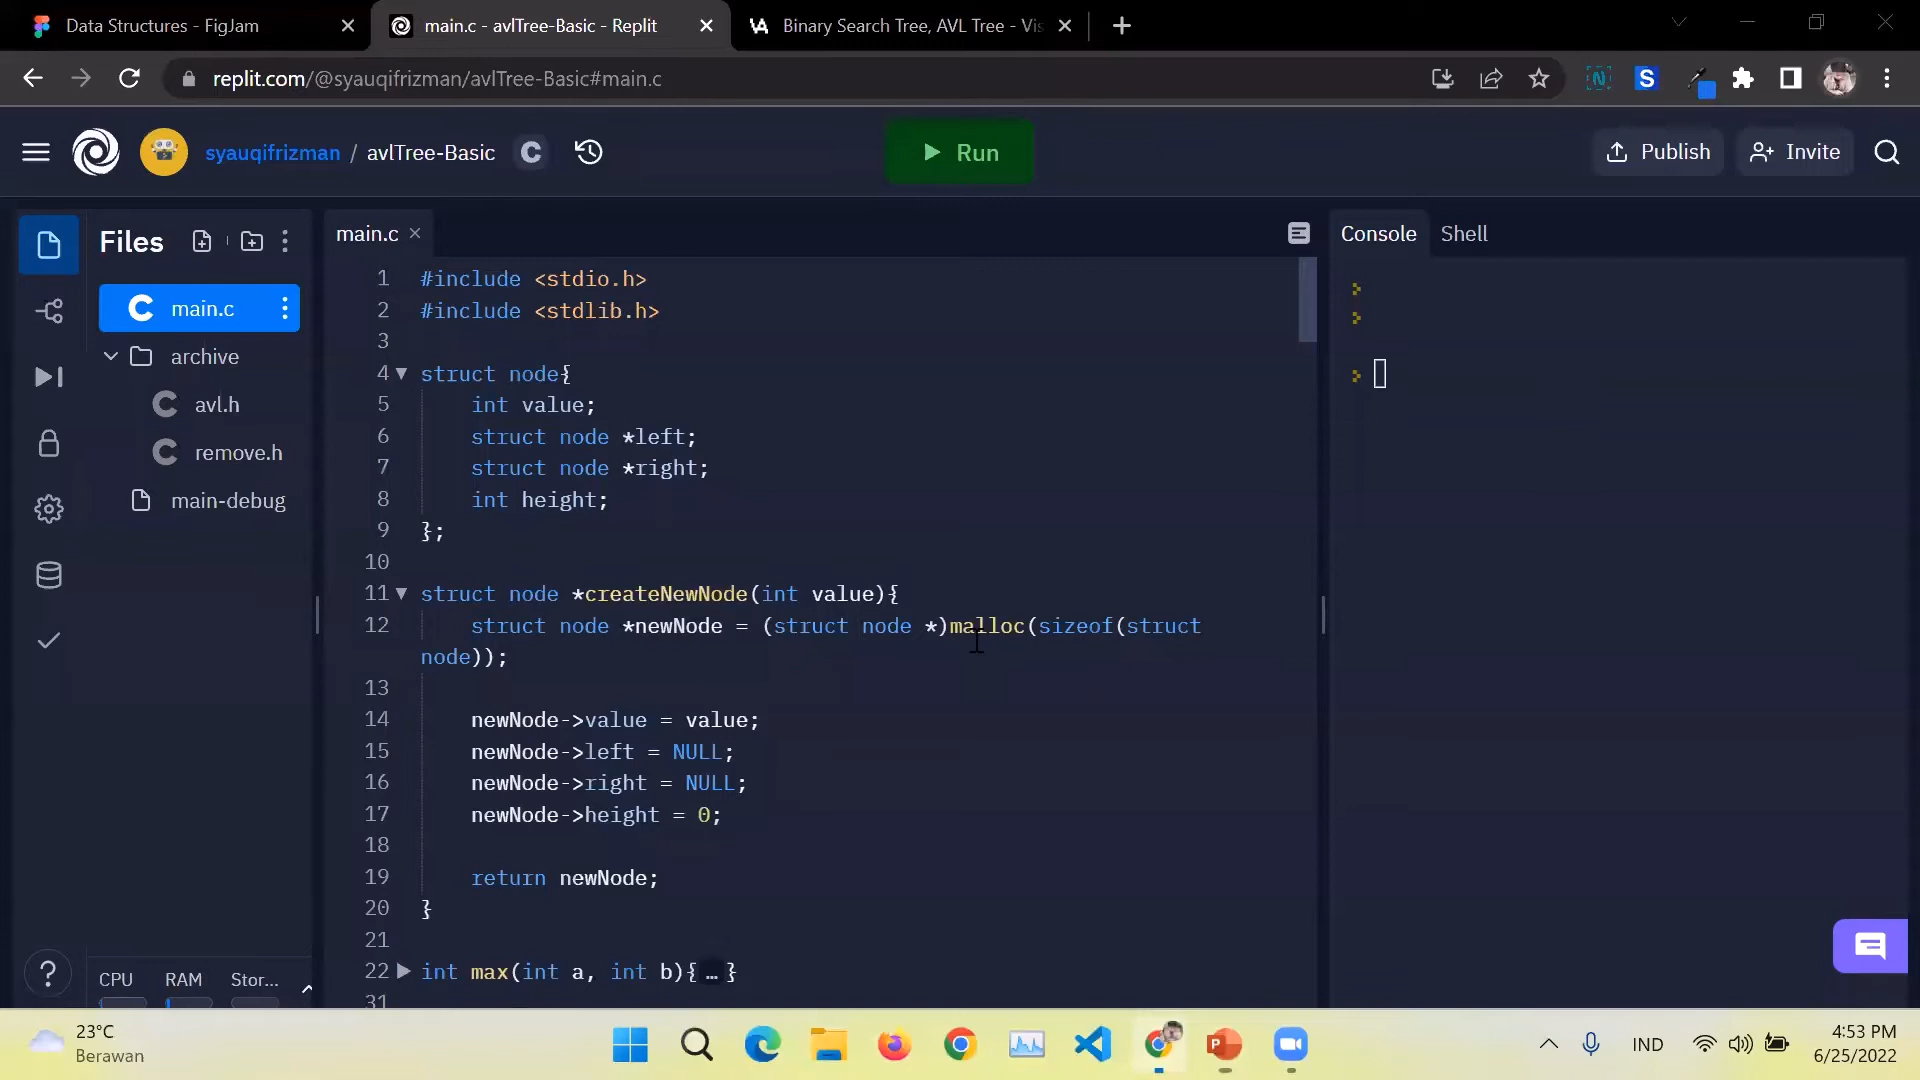 Data Structures - FigJam
main.c - avlTree-Basic - Replit
Binary Search Tree, AVL Tree - Vis
replit.com/@syauqifrizman/avlTree-Basic#main.c
syauqifrizman / avlTree-Basic
Run
Publish
Invite
Files
main.c
archive
avl.h
remove.h
main-debug
CPU RAM Stor...
main.c
1 #include <stdio.h>
2 #include <stdlib.h>
3
4 struct node{
5 int value;
6 struct node *left;
7 struct node *right;
8 int height;
9 };
10
11 struct node *createNewNode(int value){
12 struct node *newNode = (struct node *)malloc(sizeof(struct
node));
13
14 newNode->value = value;
15 newNode->left = NULL;
16 newNode->right = NULL;
17 newNode->height = 0;
18
19 return newNode;
20 }
21
22 int max(int a, int b){ … }
31
Console Shell
23°C
Berawan
IND
4:53 PM
6/25/2022